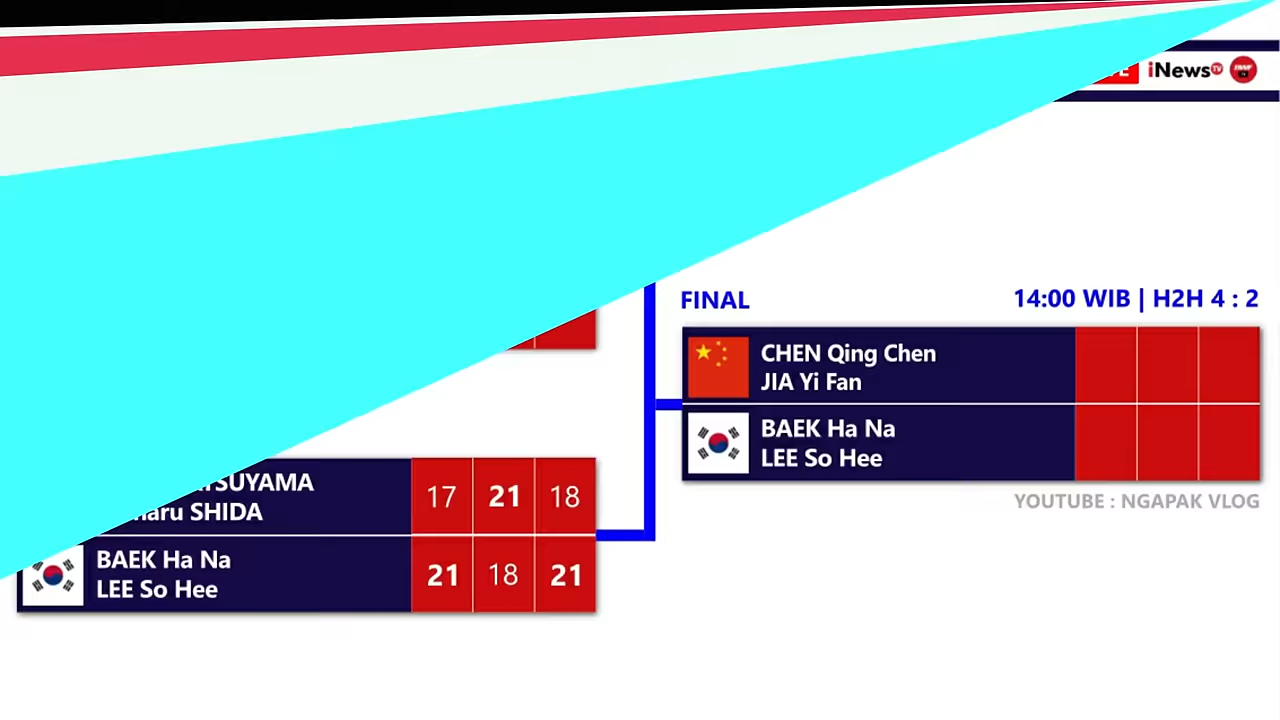 iNews
FINAL
14:00 WIB | H2H 4 : 2
CHEN Qing Chen
JIA Yi Fan
BAEK Ha Na
LEE So Hee
YOUTUBE : NGAPAK VLOG
SHIDA
17 21 18
BAEK Ha Na
LEE So Hee
21 18 21